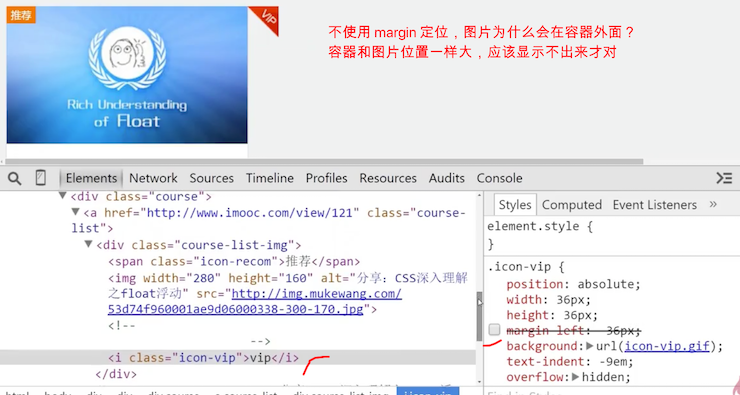 推荐
VIP
不使用 margin 定位，图片为什么会在容器外面？
容器和图片位置一样大，应该显示不出来才对
Rich Understanding
of Float
Elements Network Sources Timeline Profiles Resources Audits Console
<div class="course">
<a href="http://www.imooc.com/view/121" class="course-
list">
<div class="course-list-img">
<span class="icon-recom">推荐</span>
<img width="280" height="160" alt="分享：CSS深入理解
之float浮动" src="http://img.mukewang.com/
53d74f960001ae9d06000338-300-170.jpg">
<!--
-->
<i class="icon-vip">vip</i>
</div>
Styles Computed Event Listeners »
element.style {
}
.icon-vip {
position: absolute;
width: 36px;
height: 36px;
margin-left: -36px;
background: url(icon-vip.gif);
text-indent: -9em;
overflow: hidden;